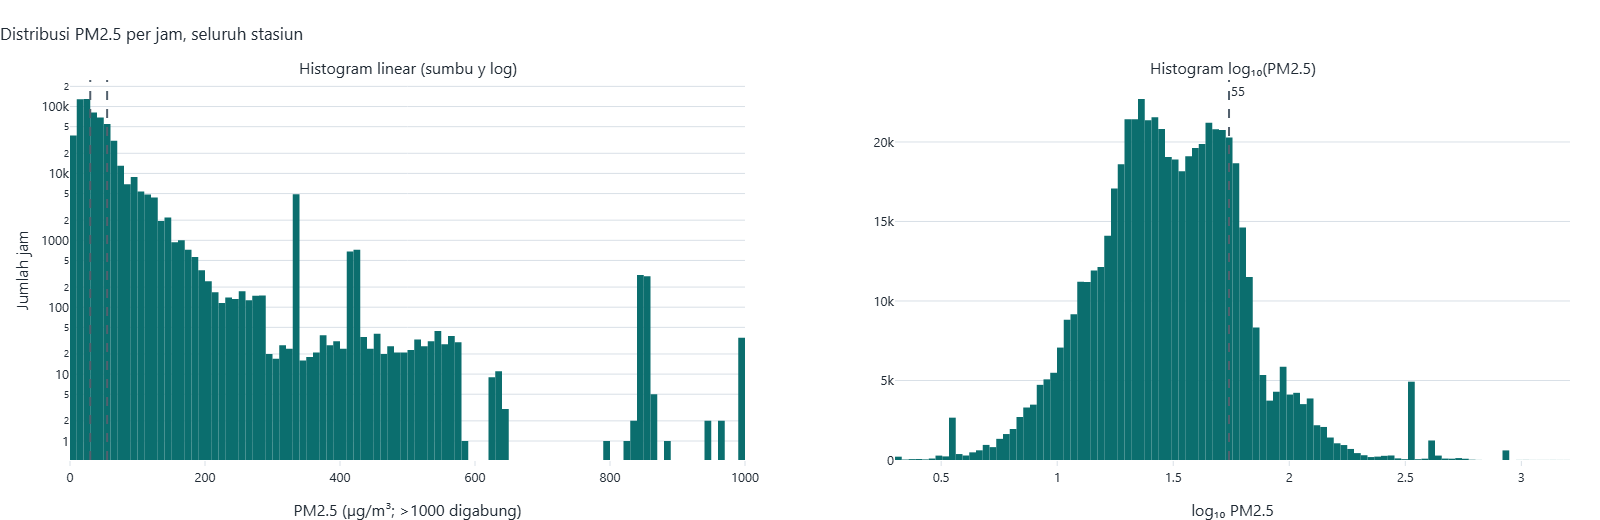 Distribusi PM2.5 per jam, seluruh stasiun
Histogram linear (sumbu y log)
2
100k
5
2
10k
5
2
1000
5
2
100
5
2
10
5
2
1
Jumlah jam
0
200
400
600
800
1000
PM2.5 (µg/m³; >1000 digabung)
Histogram log₁₀(PM2.5)
55
20k
15k
10k
5k
0
0.5
1
1.5
2
2.5
3
log₁₀ PM2.5